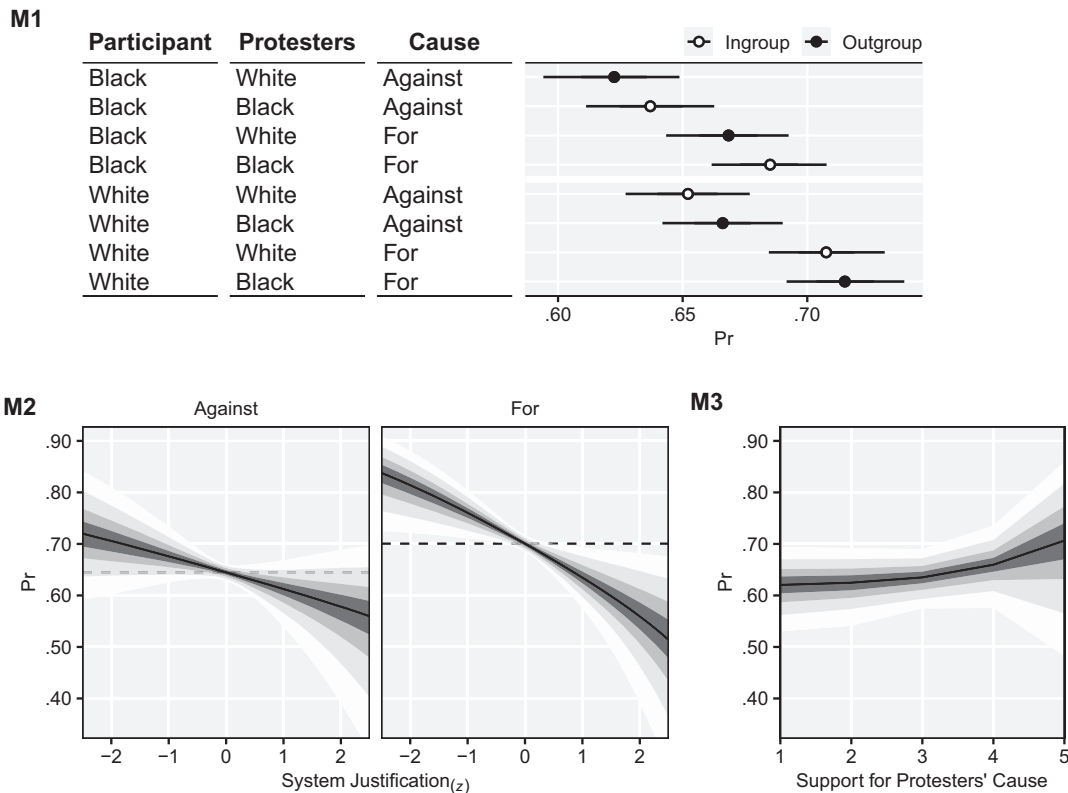 M1
Participant Protesters Cause
Ingroup Outgroup
Black White Against
Black Black Against
Black White For
Black Black For
White White Against
White Black Against
White White For
White Black For
.60 .65 .70
Pr
M2
Against For
.90
.80
.70
.60
.50
.40
Pr
−2 −1 0 1 2
−2 −1 0 1 2
System Justification(z)
M3
.90
.80
.70
.60
.50
.40
Pr
1 2 3 4 5
Support for Protesters' Cause